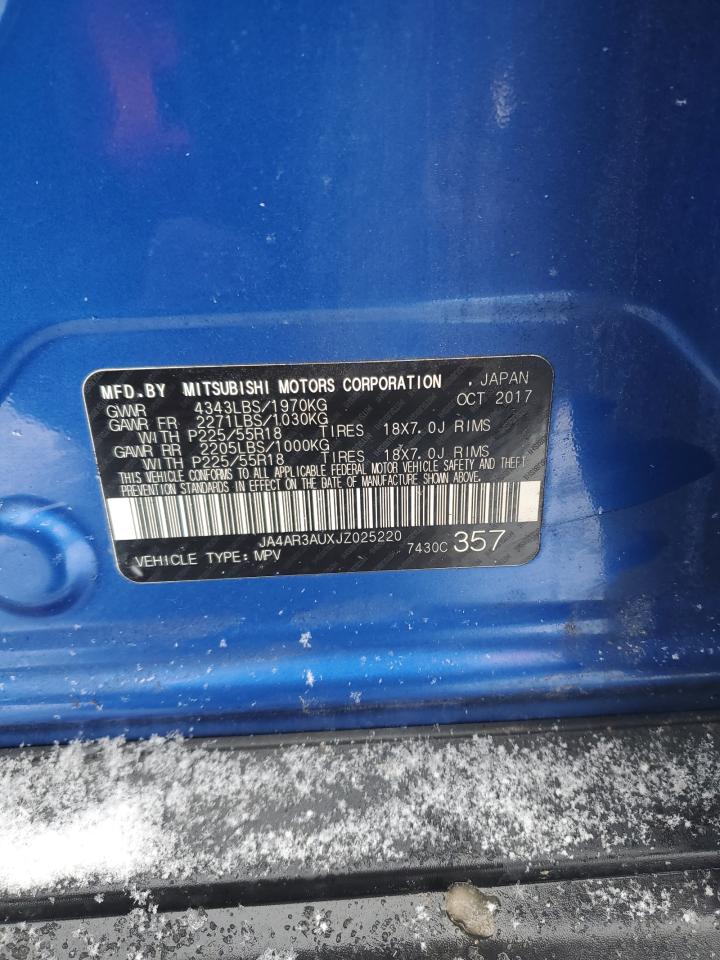 MFD.BY MITSUBISHI MOTORS CORPORATION , JAPAN
GVWR 4343LBS/1970KG OCT 2017
GAWR FR 2271LBS/1030KG
WITH P225/55R18 TIRES 18X7.0J RIMS
GAWR RR 2205LBS/1000KG
WITH P225/55R18 TIRES 18X7.0J RIMS
THIS VEHICLE CONFORMS TO ALL APPLICABLE FEDERAL MOTOR VEHICLE SAFETY AND THEFT
PREVENTION STANDARDS IN EFFECT ON THE DATE OF MANUFACTURE SHOWN ABOVE.
JA4AR3AUXJZ025220
VEHICLE TYPE: MPV 7430C 357